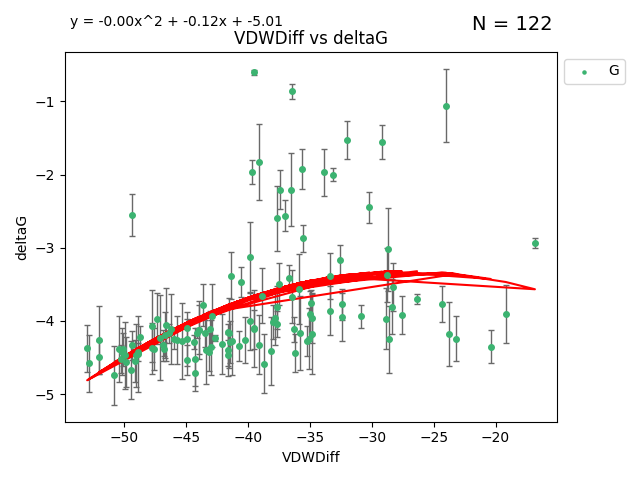 y = -0.00x^2 + -0.12x + -5.01
N = 122
VDWDiff vs deltaG
G
−1
−2
−3
−4
−5
deltaG
−50
−45
−40
−35
−30
−25
−20
VDWDiff